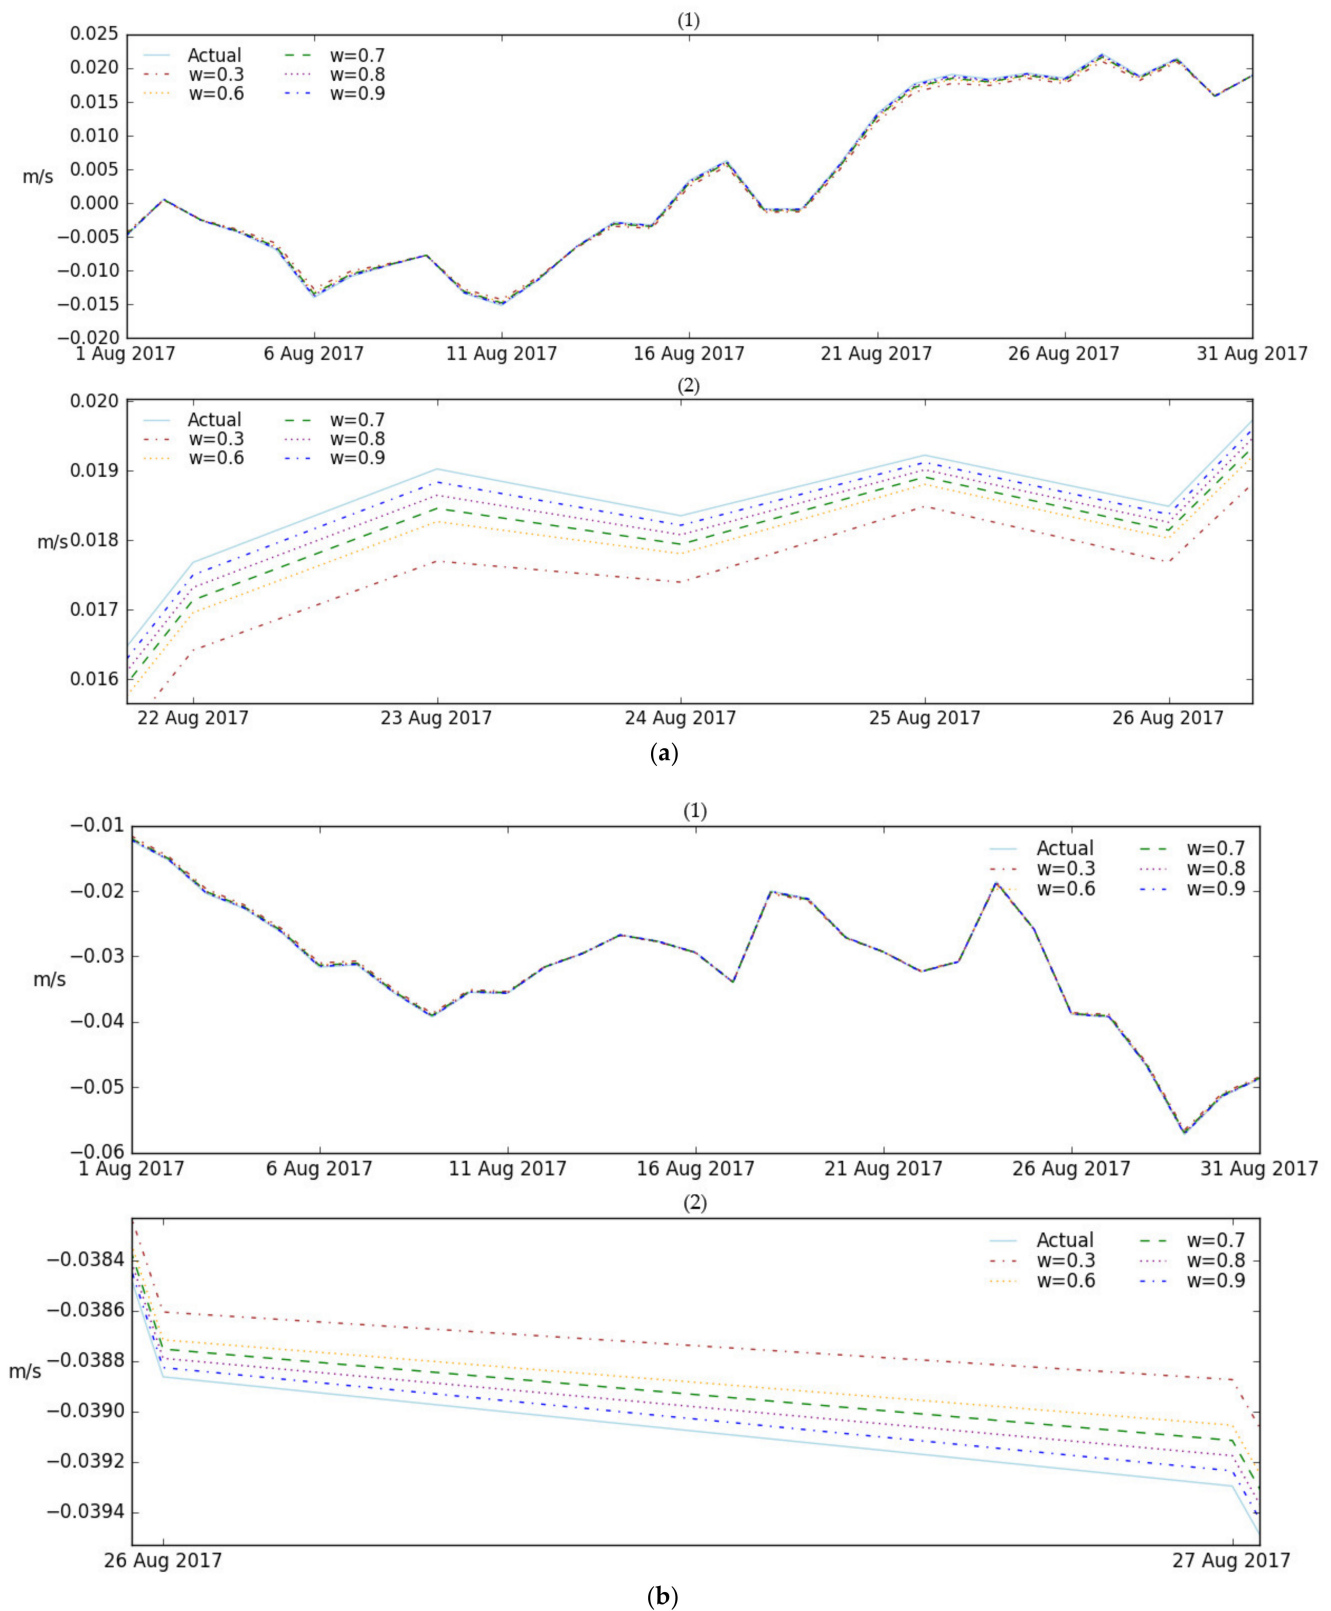 (1)
0.025
0.020
0.015
0.010
0.005
0.000
−0.005
−0.010
−0.015
−0.020
m/s
Actual w=0.7
w=0.3 w=0.8
w=0.6 w=0.9
1 Aug 2017 6 Aug 2017 11 Aug 2017 16 Aug 2017 21 Aug 2017 26 Aug 2017 31 Aug 2017
(2)
0.020
0.019
0.018
0.017
0.016
m/s
Actual w=0.7
w=0.3 w=0.8
w=0.6 w=0.9
22 Aug 2017 23 Aug 2017 24 Aug 2017 25 Aug 2017 26 Aug 2017
(a)
(1)
−0.01
−0.02
−0.03
−0.04
−0.05
−0.06
m/s
Actual w=0.7
w=0.3 w=0.8
w=0.6 w=0.9
1 Aug 2017 6 Aug 2017 11 Aug 2017 16 Aug 2017 21 Aug 2017 26 Aug 2017 31 Aug 2017
(2)
−0.0384
−0.0386
−0.0388
−0.0390
−0.0392
−0.0394
m/s
Actual w=0.7
w=0.3 w=0.8
w=0.6 w=0.9
26 Aug 2017 27 Aug 2017
(b)